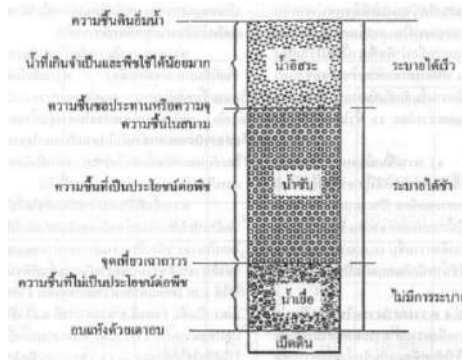 ความชื้นดินอิ่มน้ำ
น้ำที่เกินจำเป็นและพืชใช้ได้น้อยมาก
น้ำอิสระ
ระบายได้เร็ว
ความชื้นชลประทานหรือความจุ
ความชื้นในสนาม
ความชื้นที่เป็นประโยชน์ต่อพืช
น้ำซับ
ระบายได้ช้า
จุดเหี่ยวเฉาถาวร
ความชื้นที่ไม่เป็นประโยชน์ต่อพืช
น้ำเยื่อ
ไม่มีการระบาย
อบแห้งด้วยเตาอบ
เม็ดดิน